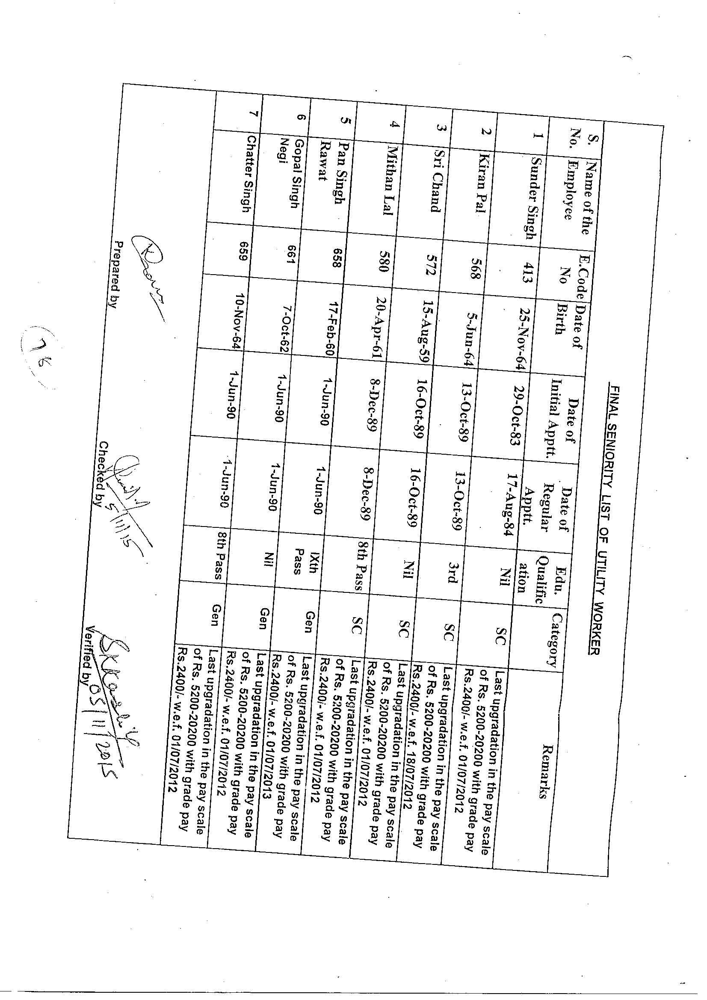 FINAL SENIORITY LIST OF UTILITY WORKER
S. No. Name of the Employee E.Code No Date of Birth Date of Initial Apptt. Date of Regular Apptt. Edu. Qualific ation Category Remarks
1 Sunder Singh 413 25-Nov-64 29-Oct-83 17-Aug-84 Nil SC Last upgradation in the pay scale
of Rs. 5200-20200 with grade pay
Rs.2400/- w.e.f. 01/07/2012
2 Kiran Pal 568 5-Jun-64 13-Oct-89 13-Oct-89 3rd SC Last upgradation in the pay scale
of Rs. 5200-20200 with grade pay
Rs.2400/- w.e.f. 18/07/2012
3 Sri Chand 572 15-Aug-59 16-Oct-89 16-Oct-89 Nil SC Last upgradation in the pay scale
of Rs. 5200-20200 with grade pay
Rs.2400/- w.e.f. 01/07/2012
4 Mithan Lal 580 20-Apr-61 8-Dec-89 8-Dec-89 8th Pass SC Last upgradation in the pay scale
of Rs. 5200-20200 with grade pay
Rs.2400/- w.e.f. 01/07/2012
5 Pan Singh Rawat 658 17-Feb-60 1-Jun-90 1-Jun-90 IXth Pass Gen Last upgradation in the pay scale
of Rs. 5200-20200 with grade pay
Rs.2400/- w.e.f. 01/07/2013
6 Gopal Singh Negi 661 7-Oct-62 1-Jun-90 1-Jun-90 Nil Gen Last upgradation in the pay scale
of Rs. 5200-20200 with grade pay
Rs.2400/- w.e.f. 01/07/2012
7 Chatter Singh 659 10-Nov-64 1-Jun-90 1-Jun-90 8th Pass Gen Last upgradation in the pay scale
of Rs. 5200-20200 with grade pay
Rs.2400/- w.e.f. 01/07/2012
5/11/15
05/11/2015
Prepared by Checked by Verified by
78